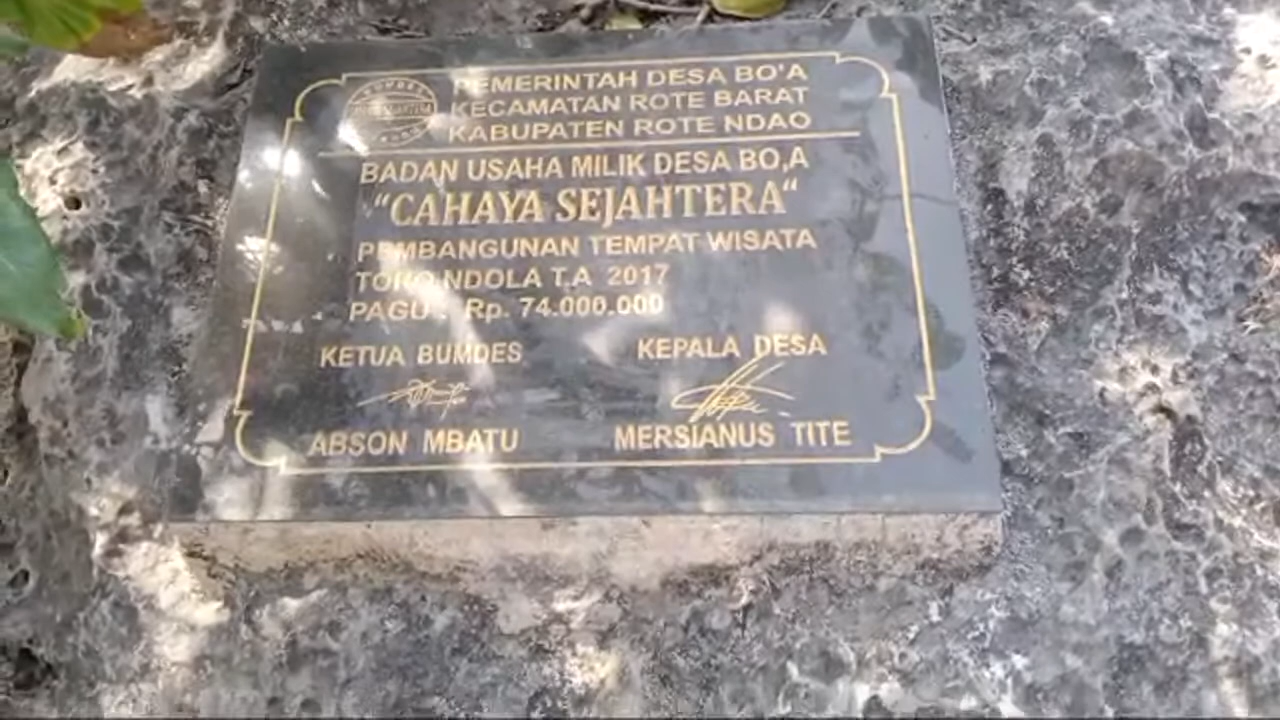 PEMERINTAH DESA BO'A
KECAMATAN ROTE BARAT
KABUPATEN ROTE NDAO
BADAN USAHA MILIK DESA BO,A
“CAHAYA SEJAHTERA“
PEMBANGUNAN TEMPAT WISATA
NDOLA T.A 2017
PAGU : Rp. 74.000.000
KETUA BUMDES KEPALA DESA
ABSON MBATU MERSIANUS TITE